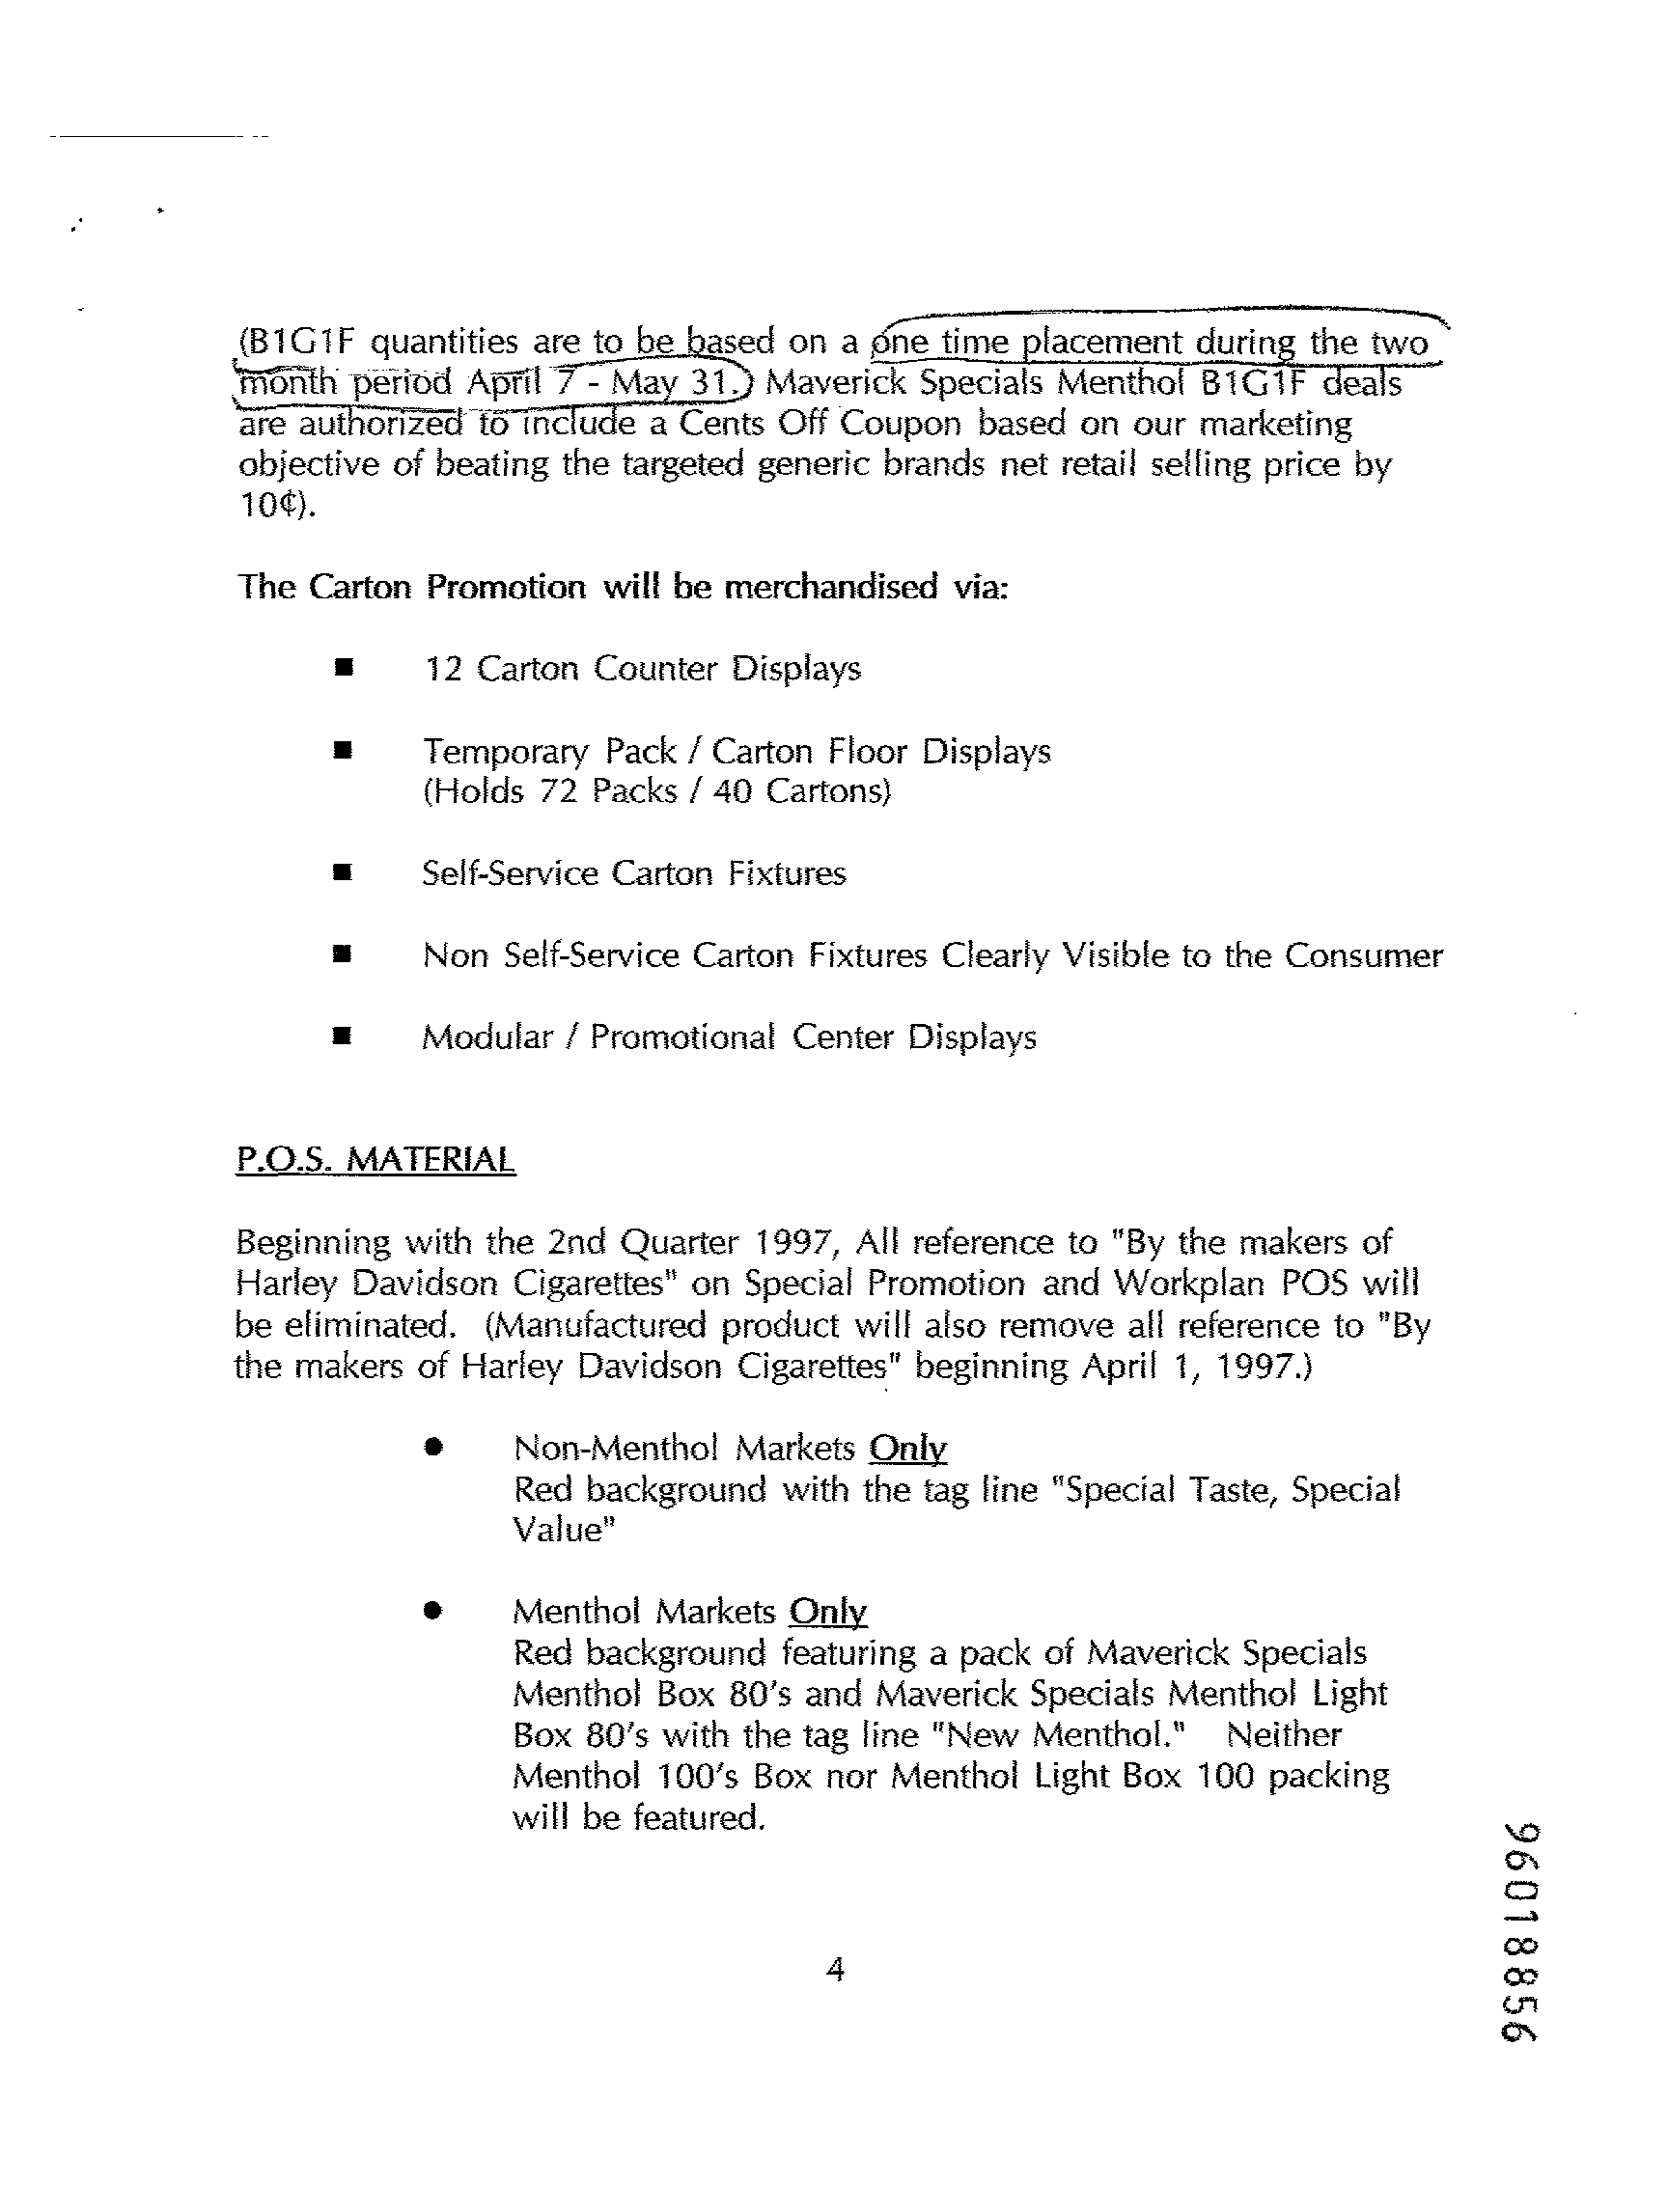 (B1G1F quantities are to be based on a one time placement during the two
month period April 7 - May 31.) Maverick Specials Menthol B1G1F deals
are authorized to include a Cents Off Coupon based on our marketing
objective of beating the targeted generic brands net retail selling price by
10¢).
The Carton Promotion will be merchandised via:
■ 12 Carton Counter Displays
■ Temporary Pack / Carton Floor Displays
(Holds 72 Packs / 40 Cartons)
■ Self-Service Carton Fixtures
■ Non Self-Service Carton Fixtures Clearly Visible to the Consumer
■ Modular / Promotional Center Displays
P.O.S. MATERIAL
Beginning with the 2nd Quarter 1997, All reference to "By the makers of
Harley Davidson Cigarettes" on Special Promotion and Workplan POS will
be eliminated. (Manufactured product will also remove all reference to "By
the makers of Harley Davidson Cigarettes" beginning April 1, 1997.)
● Non-Menthol Markets Only
Red background with the tag line "Special Taste, Special
Value"
● Menthol Markets Only
Red background featuring a pack of Maverick Specials
Menthol Box 80's and Maverick Specials Menthol Light
Box 80's with the tag line "New Menthol." Neither
Menthol 100's Box nor Menthol Light Box 100 packing
will be featured.
4
96018856